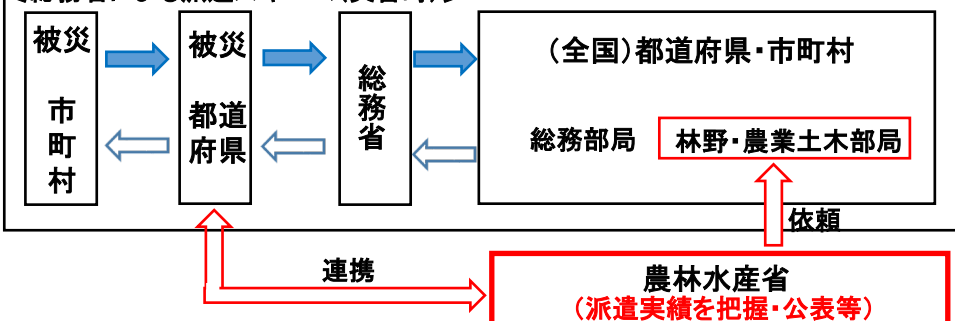 被災
市町村
被災
都道府県
総務省
（全国）都道府県・市町村
総務部局
林野・農業土木部局
依頼
連携
農林水産省
（派遣実績を把握・公表等）